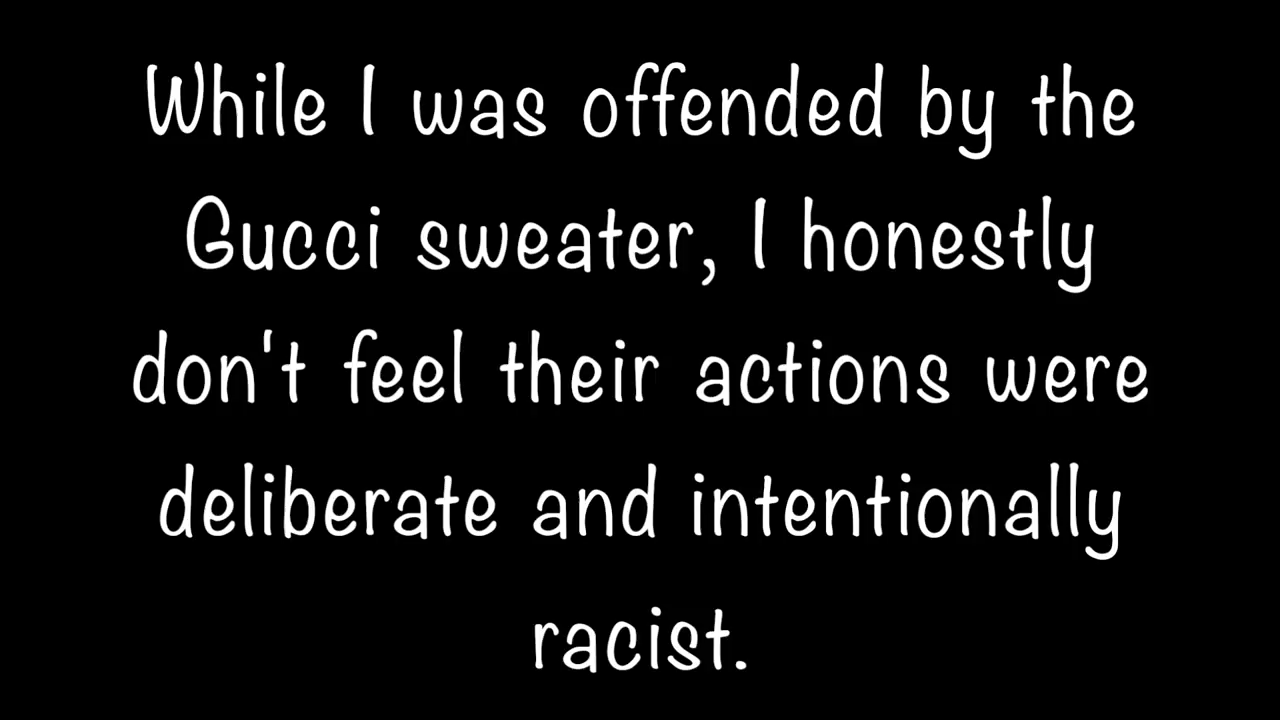 While I was offended by the
Gucci sweater, I honestly
don't feel their actions were
deliberate and intentionally
racist.